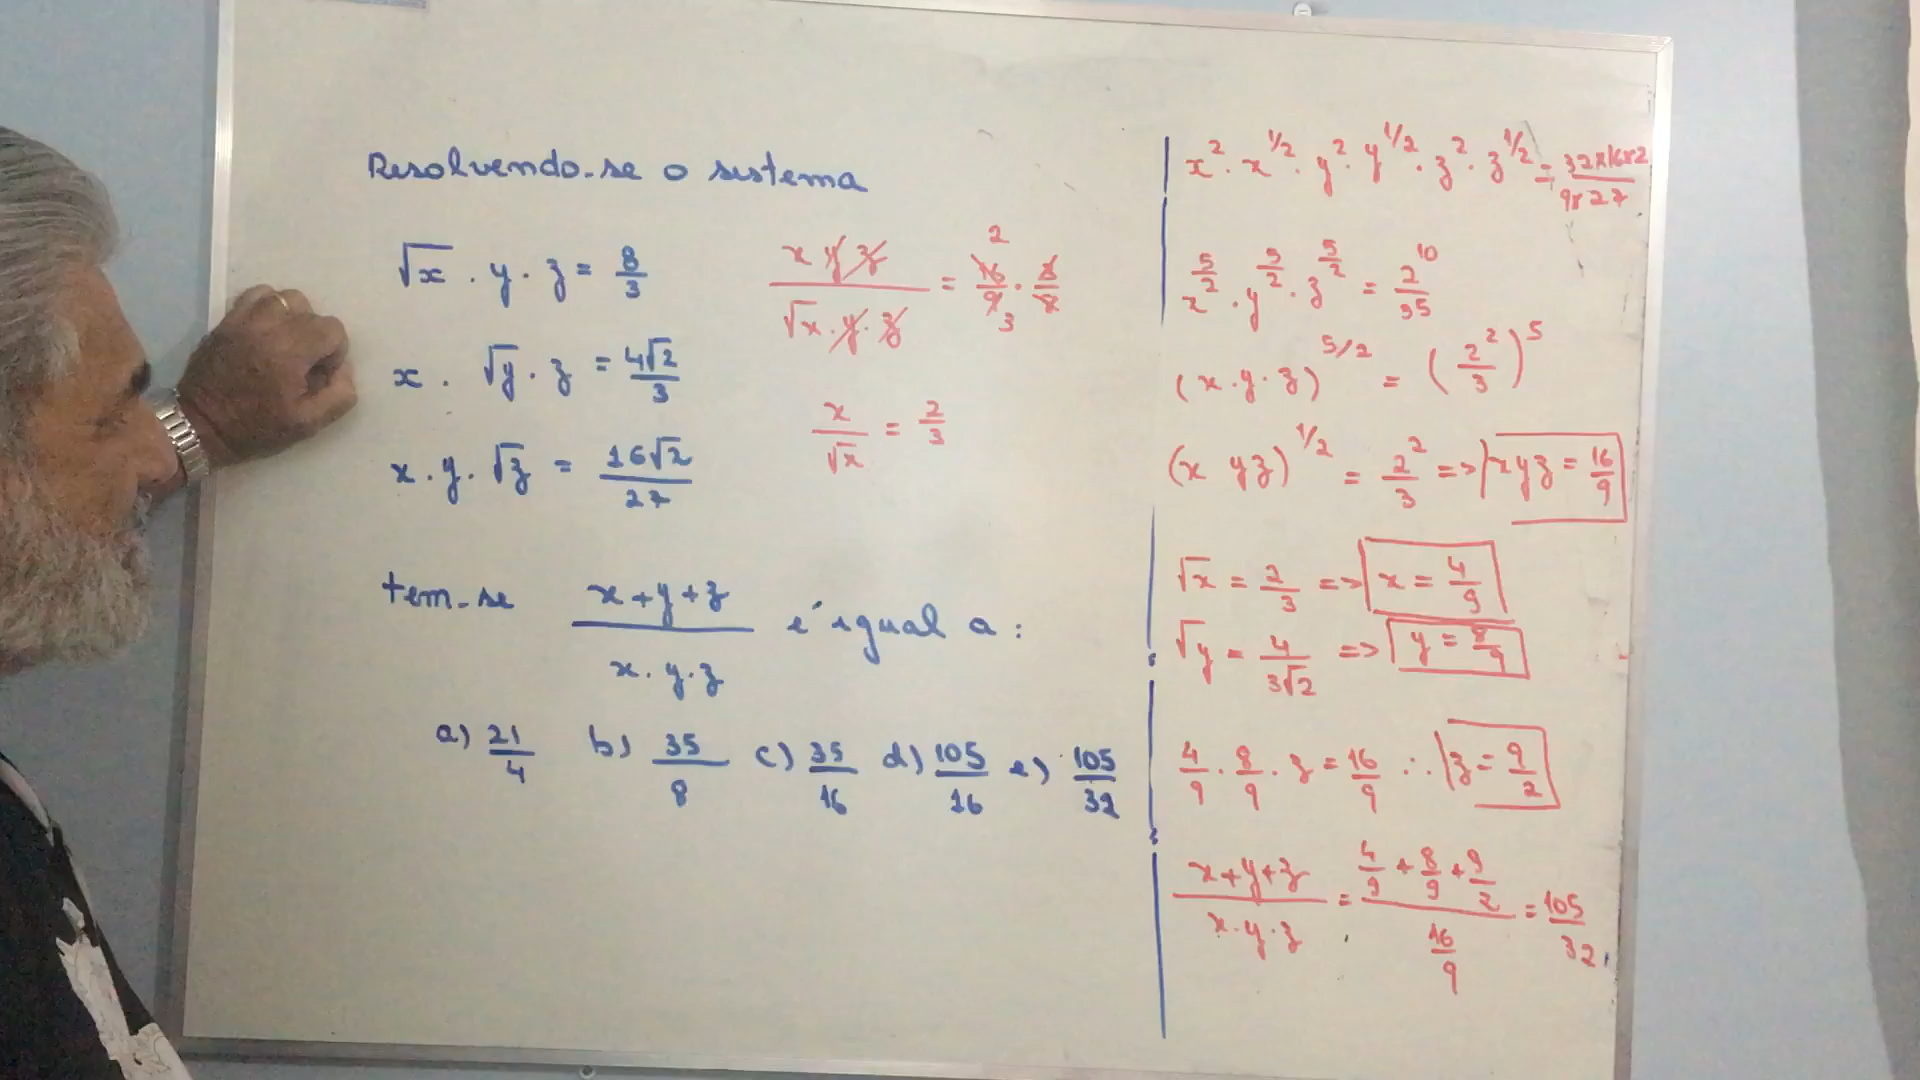 Resolvendo-se o sistema
√x . y . z = 8/3
x . √y . z = 4√2/3
x . y . √z = 16√2/27
tem-se (x+y+z)/(x.y.z) é igual a:
a) 21/4 b) 35/8 c) 35/16 d) 105/16 e) 105/32
2
xyz/(√x.y.z) = 16/9 . 3/8
3
x/√x = 2/3
x² . x^1/2 . y² . y^1/2 . z² . z^1/2 = 32x16x2/9x27
x^5/2 . y^5/2 . z^5/2 = 2^10/3^5
(x.y.z)^5/2 = (2²/3)^5
(x yz)^1/2 = 2²/3 => xyz = 16/9
√x = 2/3 => x = 4/9
√y = 4/3√2 => y = 8/9
4/9 . 8/9 . z = 16/9 ∴ z = 9/2
(x+y+z)/(x.y.z) = (4/9 + 8/9 + 9/2)/(16/9) = 105/32